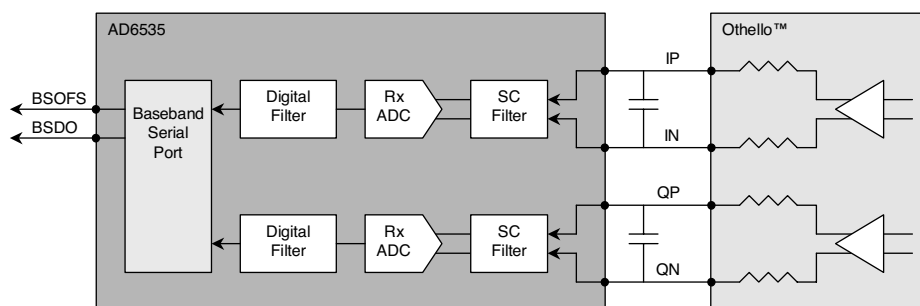 AD6535
Othello™
BSOFS
BSDO
Baseband
Serial
Port
Digital
Filter
Rx
ADC
SC
Filter
IP
IN
Digital
Filter
Rx
ADC
SC
Filter
QP
QN